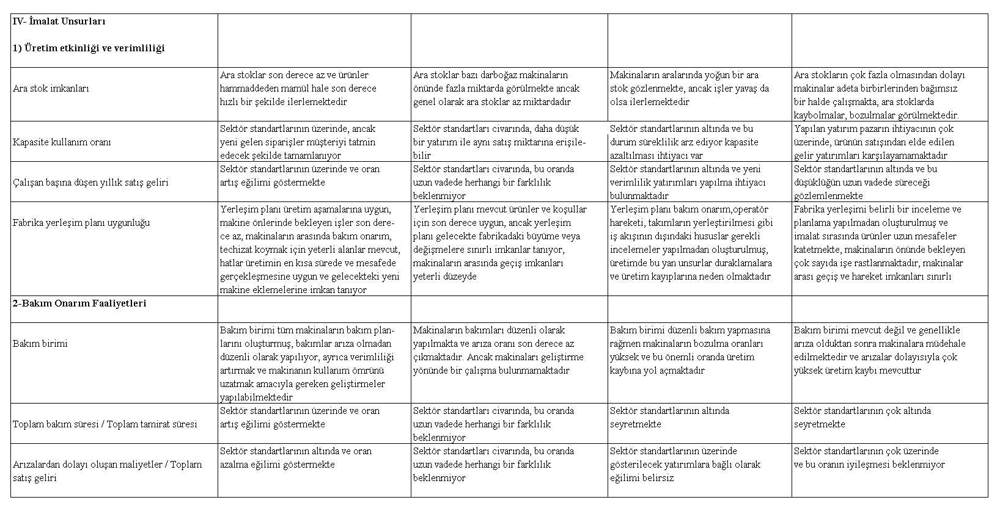 IV- İmalat Unsurları
1) Üretim etkinliği ve verimliliği
Ara stok imkanları
Ara stoklar son derece az ve ürünler
hammaddeden mamül hale son derece
hızlı bir şekilde ilerlemektedir
Ara stoklar bazı darboğaz makinaların
önünde fazla miktarda görülmekte ancak
genel olarak ara stoklar az miktardadır
Makinaların aralarında yoğun bir ara
stok gözlenmekte, ancak işler yavaş da
olsa ilerlemektedir
Ara stokların çok fazla olmasından dolayı
makinalar adeta birbirlerinden bağımsız
bir halde çalışmakta, ara stoklarda
kaybolmalar, bozulmalar görülmektedir.
Kapasite kullanım oranı
Sektör standartlarının üzerinde, ancak
yeni gelen siparişler müşteriyi tatmin
edecek şekilde tamamlanıyor
Sektör standartları civarında, daha düşük
bir yatırım ile aynı satış miktarına erişile-
bilir
Sektör standartlarının altında ve bu
durum süreklilik arz ediyor kapasite
azaltılması ihtiyacı var
Yapılan yatırım pazarın ihtiyacının çok
üzerinde, ürünün satışından elde edilen
gelir yatırımları karşılayamamaktadır
Çalışan başına düşen yıllık satış geliri
Sektör standartlarının üzerinde ve oran
artış eğilimi göstermekte
Sektör standartları civarında, bu oranda
uzun vadede herhangi bir farklılık
beklenmiyor
Sektör standartlarının altında ve yeni
verimlilik yatırımları yapılma ihtiyacı
bulunmaktadır
Sektör standartlarının altında ve bu
düşüklüğün uzun vadede süreceği
gözlemlenmekte
Fabrika yerleşim planı uygunluğu
Yerleşim planı üretim aşamalarına uygun,
makine önlerinde bekleyen işler son dere-
ce az, makinaların arasında bakım onarım,
techizat koymak için yeterli alanlar mevcut,
hatlar üretimin en kısa sürede ve mesafede
gerçekleşmesine uygun ve gelecekteki yeni
makine eklemelerine imkan tanıyor
Yerleşim planı mevcut ürünler ve koşullar
için son derece uygun, ancak yerleşim
planı gelecekte fabrikadaki büyüme veya
değişmelere sınırlı imkanlar tanıyor,
makinaların arasında geçiş imkanları
yeterli düzeyde
Yerleşim planı bakım onarım,operatör
hareketi, takımların yerleştirilmesi gibi
iş akışının dışındaki hususlar gerekli
incelemeler yapılmadan oluşturulmuş,
üretimde bu yan unsurlar duraklamalara
ve üretim kayıplarına neden olmaktadır
Fabrika yerleşimi belirli bir inceleme ve
planlama yapılmadan oluşturulmuş ve
imalat sırasında ürünler uzun mesafeler
katetmekte, makinaların önünde bekleyen
çok sayıda işe rastlanmaktadır, makinalar
arası geçiş ve hareket imkanları sınırlı
2-Bakım Onarım Faaliyetleri
Bakım birimi
Bakım birimi tüm makinaların bakım plan-
larını oluşturmuş, bakımlar arıza olmadan
düzenli olarak yapılıyor, ayrıca verimliliği
artırmak ve makinanın kullanım ömrünü
uzatmak amacıyla gereken geliştirmeler
yapılabilmektedir
Makinaların bakımları düzenli olarak
yapılmakta ve arıza oranı son derece az
çıkmaktadır. Ancak makinaları geliştirme
yönünde bir çalışma bulunmamaktadır
Bakım birimi düzenli bakım yapmasına
rağmen makinaların bozulma oranları
yüksek ve bu önemli oranda üretim
kaybına yol açmaktadır
Bakım birimi mevcut değil ve genellikle
arıza olduktan sonra makinalara müdehale
edilmektedir ve arızalar dolayısıyla çok
yüksek üretim kaybı mevcuttur
Toplam bakım süresi / Toplam tamirat süresi
Sektör standartlarının üzerinde ve oran
artış eğilimi göstermekte
Sektör standartları civarında, bu oranda
uzun vadede herhangi bir farklılık
beklenmiyor
Sektör standartlarının altında
seyretmekte
Sektör standartlarının çok altında
seyretmekte
Arızalardan dolayı oluşan maliyetler / Toplam
satış geliri
Sektör standartlarının altında ve oran
azalma eğilimi göstermekte
Sektör standartları civarında, bu oranda
uzun vadede herhangi bir farklılık
beklenmiyor
Sektör standartlarının üzerinde
gösterilecek yatırımlara bağlı olarak
eğilimi belirsiz
Sektör standartlarının çok üzerinde
ve bu oranın iyileşmesi beklenmiyor